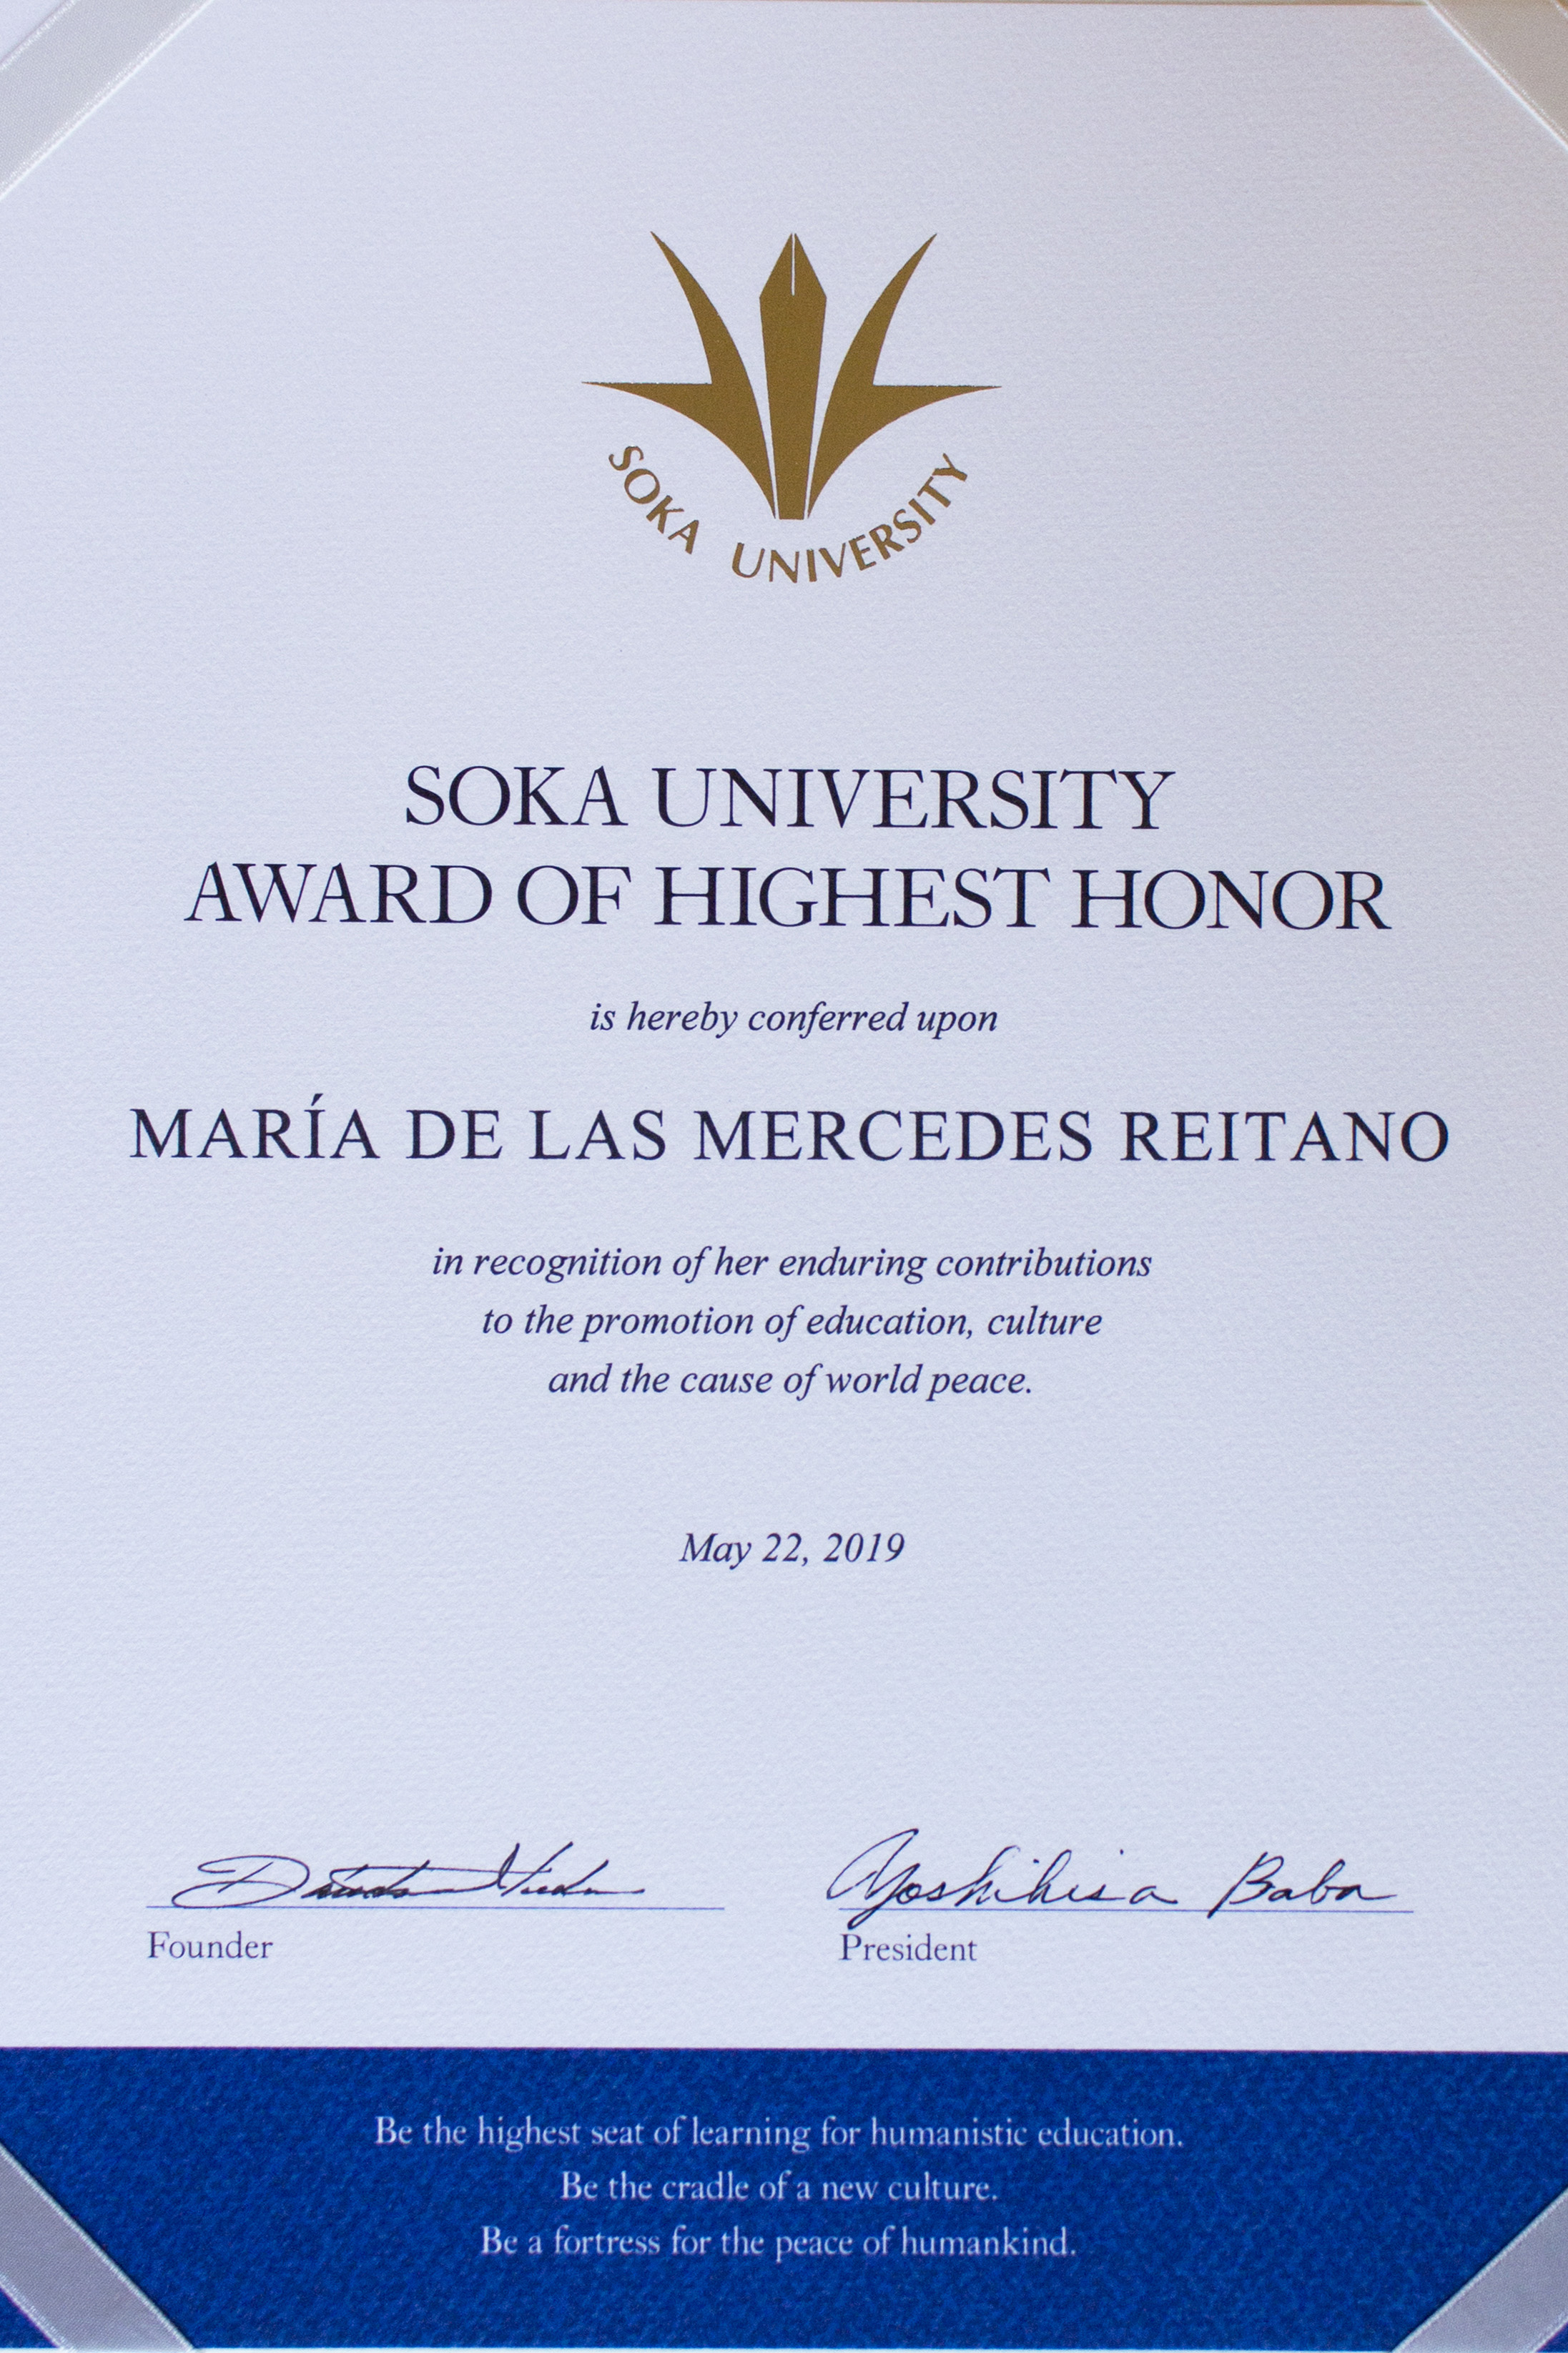 SOKA UNIVERSITY
SOKA UNIVERSITY
AWARD OF HIGHEST HONOR
is hereby conferred upon
MARÍA DE LAS MERCEDES REITANO
in recognition of her enduring contributions
to the promotion of education, culture
and the cause of world peace.
May 22, 2019
Yoshihisa Baba
Founder
President
Be the highest seat of learning for humanistic education.
Be the cradle of a new culture.
Be a fortress for the peace of humankind.